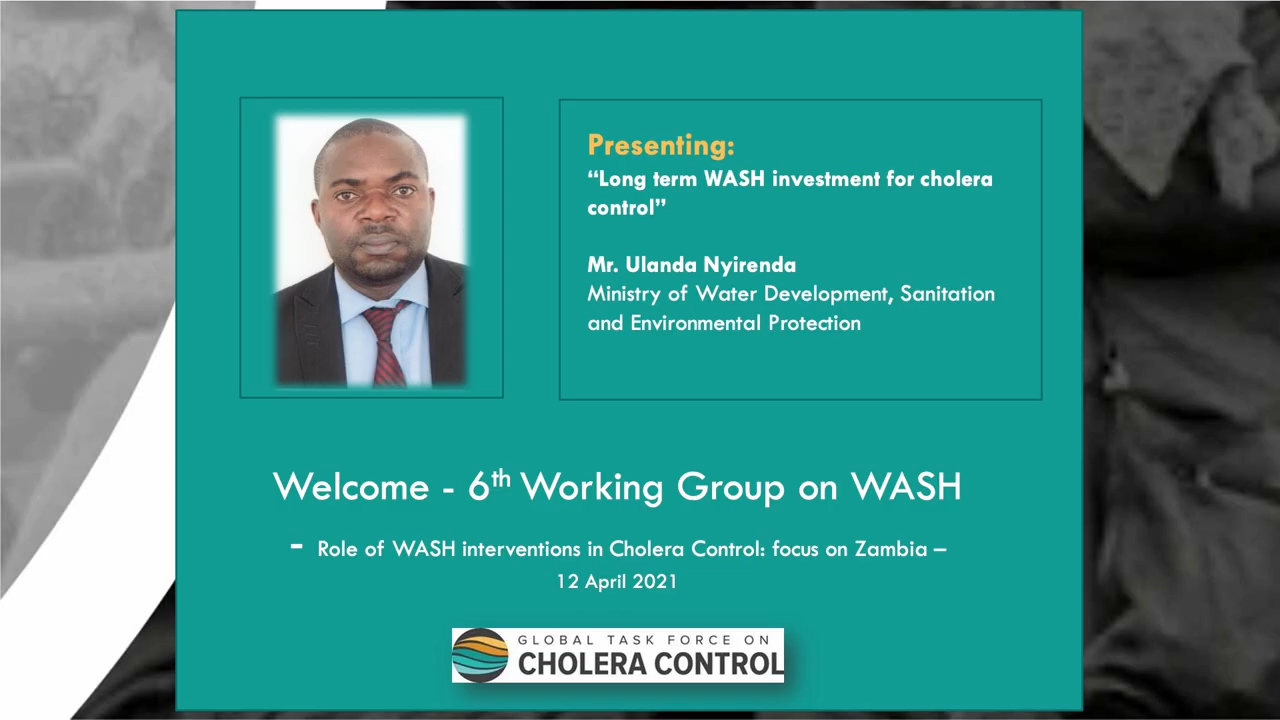 Presenting:
“Long term WASH investment for cholera
control”
Mr. Ulanda Nyirenda
Ministry of Water Development, Sanitation
and Environmental Protection
Welcome - 6th Working Group on WASH
- Role of WASH interventions in Cholera Control: focus on Zambia –
12 April 2021
GLOBAL TASK FORCE ON
CHOLERA CONTROL